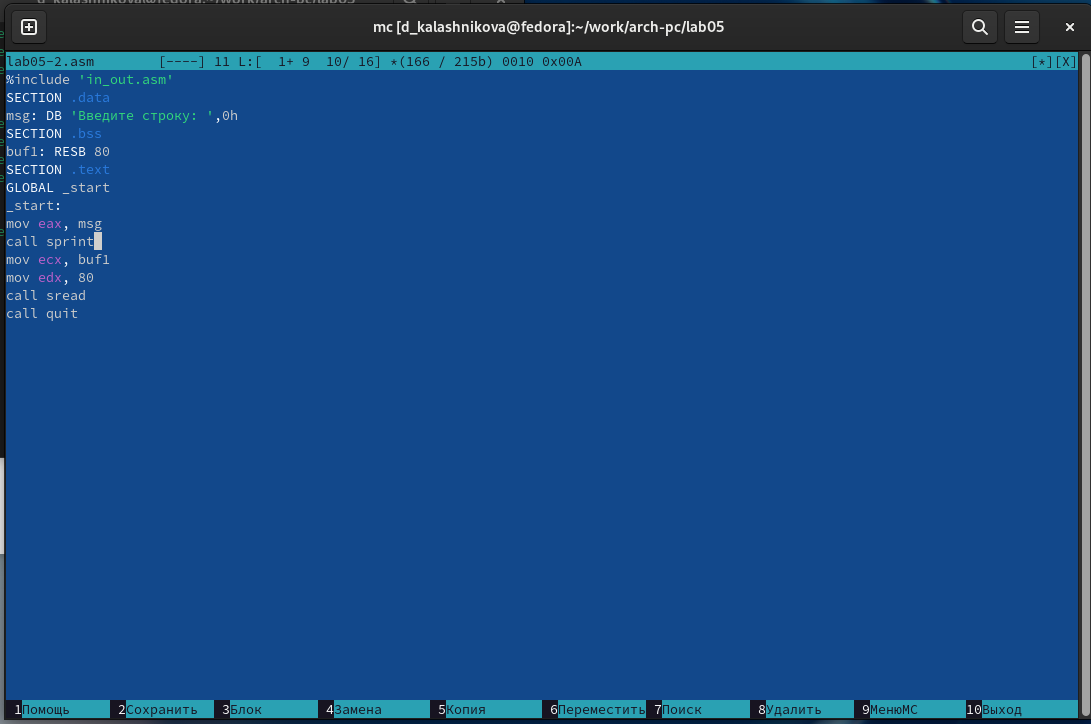 mc [d_kalashnikova@fedora]:~/work/arch-pc/lab05
lab05-2.asm [----] 11 L:[ 1+ 9 10/ 16] *(166 / 215b) 0010 0x00A [*][X]
%include 'in_out.asm'
SECTION .data
msg: DB 'Введите строку: ',0h
SECTION .bss
buf1: RESB 80
SECTION .text
GLOBAL _start
_start:
mov eax, msg
call sprint
mov ecx, buf1
mov edx, 80
call sread
call quit
1Помощь 2Сохранить 3Блок 4Замена 5Копия 6Переместить 7Поиск 8Удалить 9МенюМС 10Выход